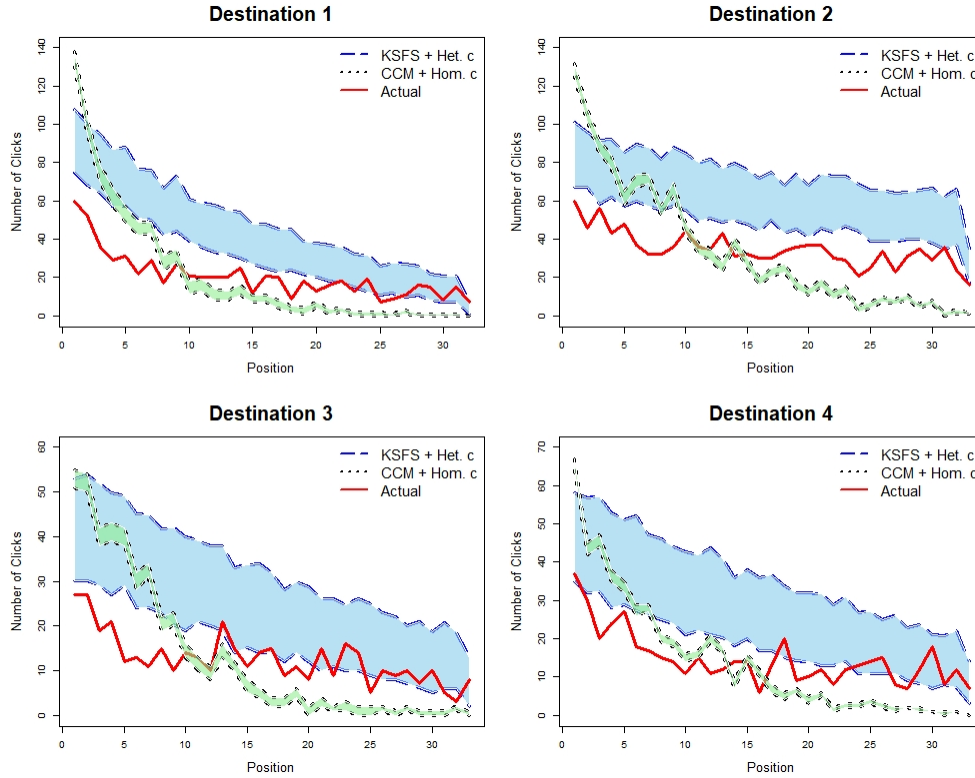 Destination 1
Number of Clicks
0 20 40 60 80 100 120 140
KSFS + Het. c
CCM + Hom. c
Actual
0 5 10 15 20 25 30
Position
Destination 2
Number of Clicks
0 20 40 60 80 100 120 140
KSFS + Het. c
CCM + Hom. c
Actual
0 5 10 15 20 25 30
Position
Destination 3
Number of Clicks
0 10 20 30 40 50 60
KSFS + Het. c
CCM + Hom. c
Actual
0 5 10 15 20 25 30
Position
Destination 4
Number of Clicks
0 10 20 30 40 50 60 70
KSFS + Het. c
CCM + Hom. c
Actual
0 5 10 15 20 25 30
Position